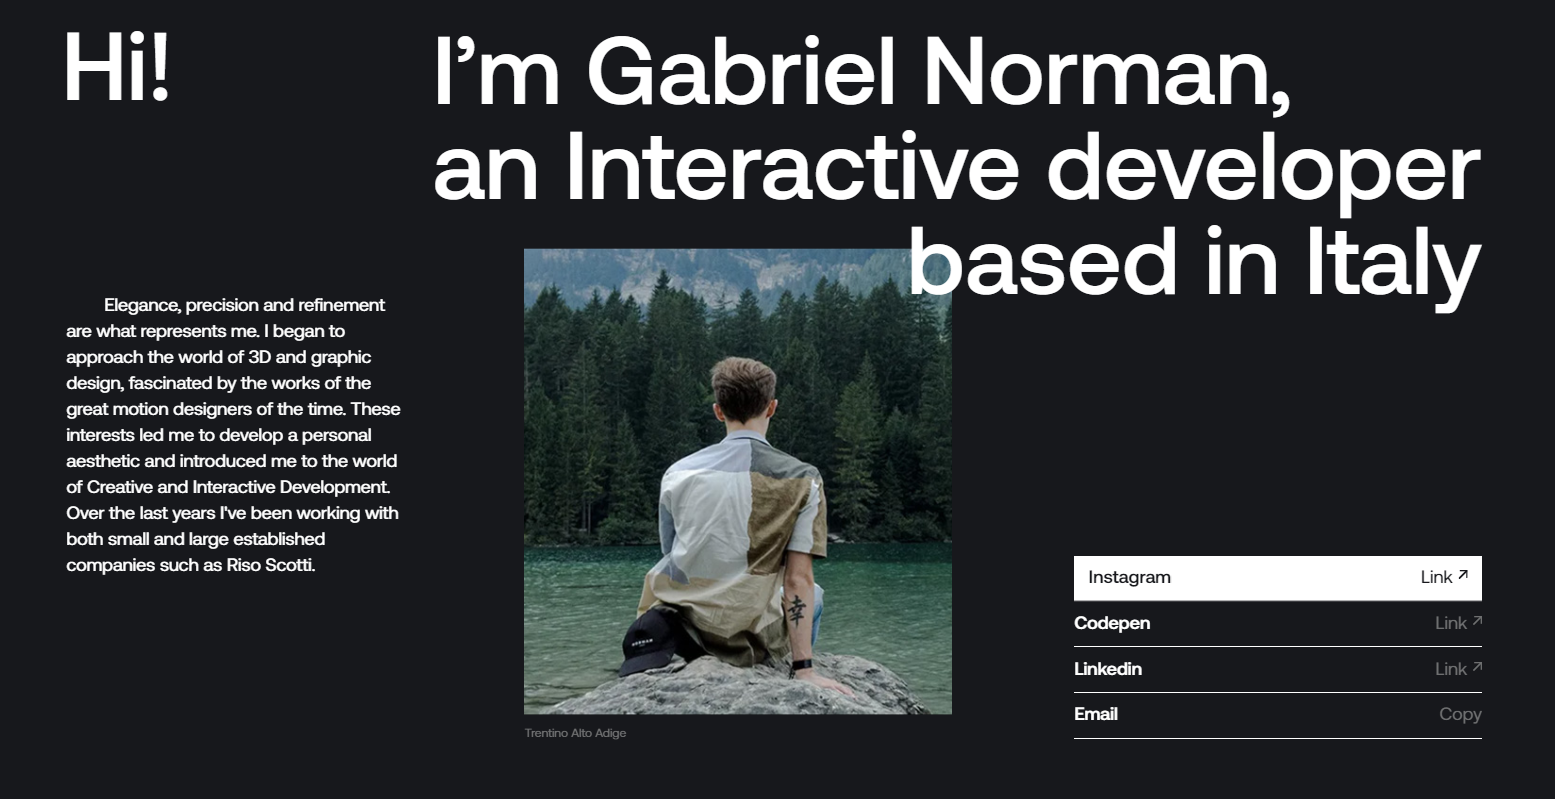 Hi!
I’m Gabriel Norman,
an Interactive developer
based in Italy
Elegance, precision and refinement
are what represents me. I began to
approach the world of 3D and graphic
design, fascinated by the works of the
great motion designers of the time. These
interests led me to develop a personal
aesthetic and introduced me to the world
of Creative and Interactive Development.
Over the last years I've been working with
both small and large established
companies such as Riso Scotti.
幸
NORMAN
Trentino Alto Adige
Instagram Link ↗
Codepen Link ↗
Linkedin Link ↗
Email Copy